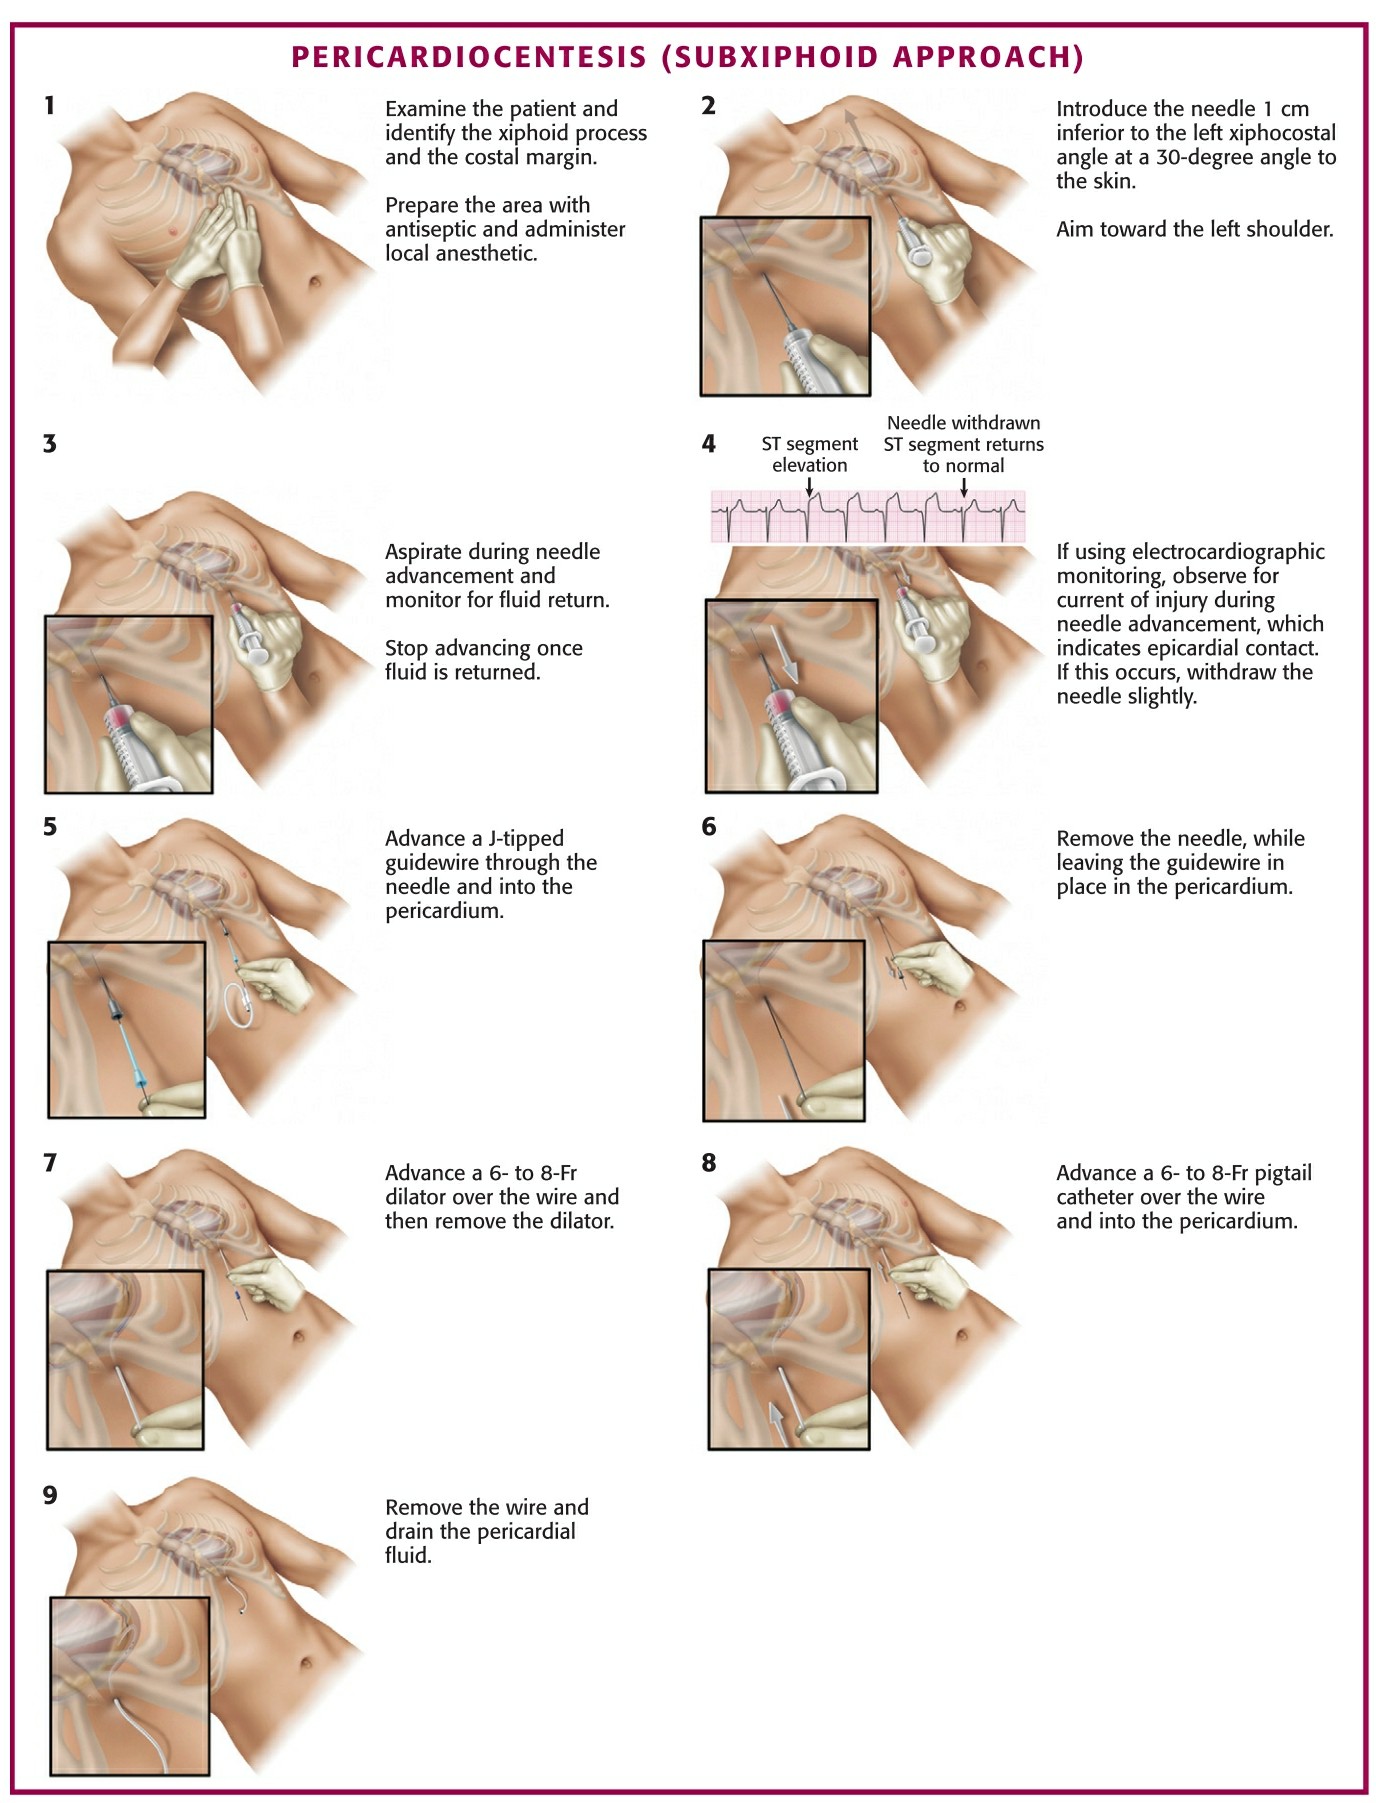 PERICARDIOCENTESIS (SUBXIPHOID APPROACH)
1
Examine the patient and
identify the xiphoid process
and the costal margin.
Prepare the area with
antiseptic and administer
local anesthetic.
2
Introduce the needle 1 cm
inferior to the left xiphocostal
angle at a 30-degree angle to
the skin.
Aim toward the left shoulder.
3
Aspirate during needle
advancement and
monitor for fluid return.
Stop advancing once
fluid is returned.
4
ST segment
elevation
Needle withdrawn
ST segment returns
to normal
If using electrocardiographic
monitoring, observe for
current of injury during
needle advancement, which
indicates epicardial contact.
If this occurs, withdraw the
needle slightly.
5
Advance a J-tipped
guidewire through the
needle and into the
pericardium.
6
Remove the needle, while
leaving the guidewire in
place in the pericardium.
7
Advance a 6- to 8-Fr
dilator over the wire and
then remove the dilator.
8
Advance a 6- to 8-Fr pigtail
catheter over the wire
and into the pericardium.
9
Remove the wire and
drain the pericardial
fluid.